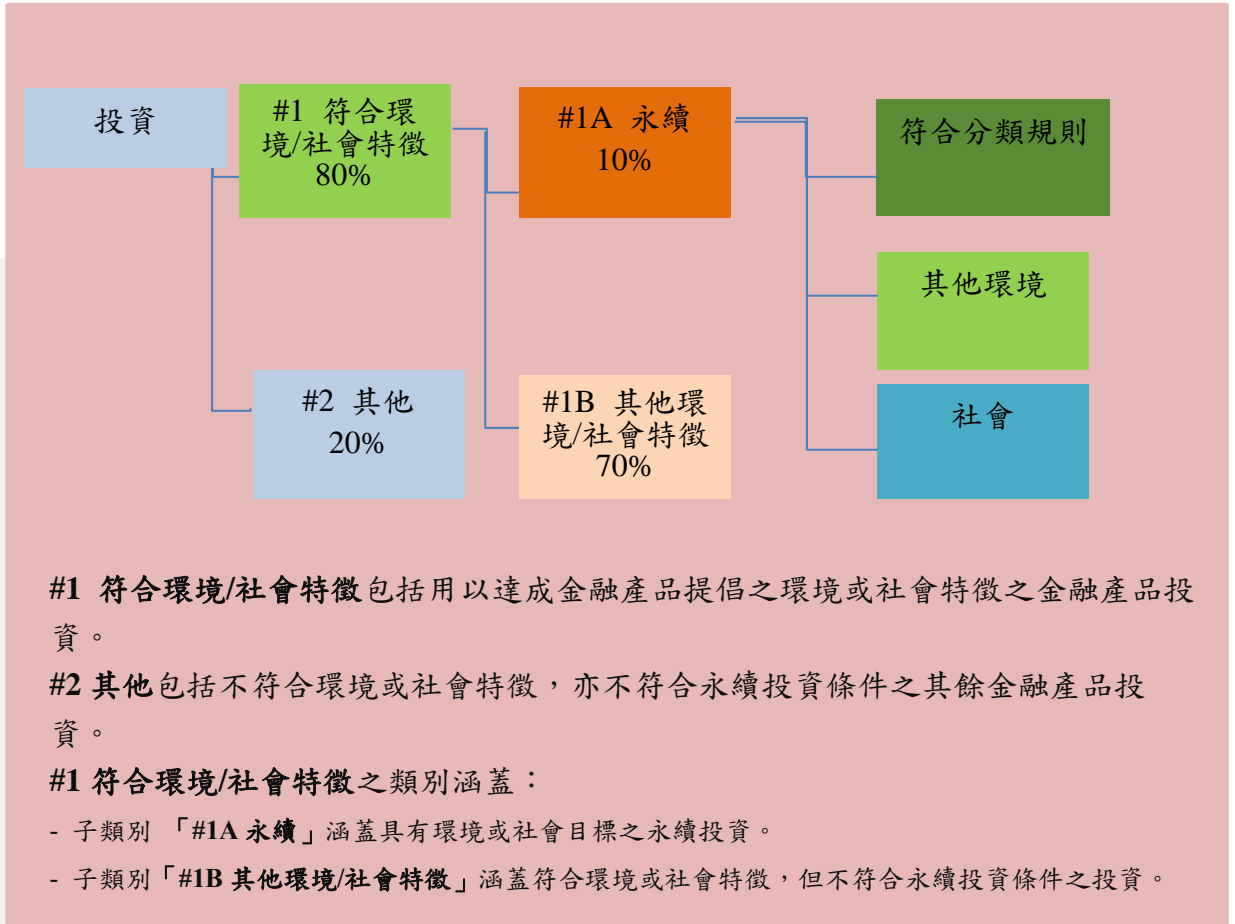 投資
#1 符合環
境/社會特徵
80%
#1A 永續
10%
符合分類規則
其他環境
#2 其他
20%
#1B 其他環
境/社會特徵
70%
社會
#1 符合環境/社會特徵包括用以達成金融產品提倡之環境或社會特徵之金融產品投
資。
#2 其他包括不符合環境或社會特徵，亦不符合永續投資條件之其餘金融產品投
資。
#1 符合環境/社會特徵之類別涵蓋：
- 子類別 「#1A 永續」涵蓋具有環境或社會目標之永續投資。
- 子類別「#1B 其他環境/社會特徵」涵蓋符合環境或社會特徵，但不符合永續投資條件之投資。